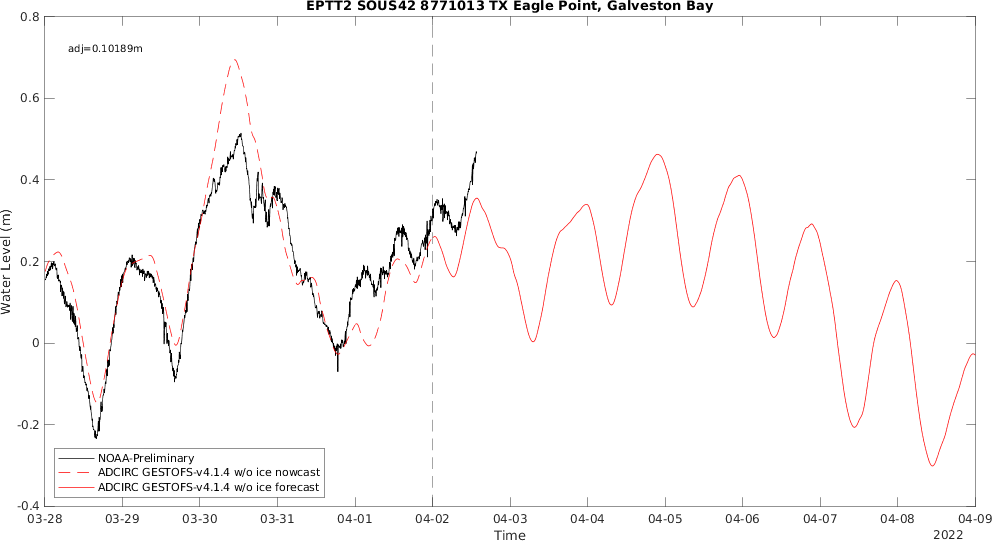 EPTT2 SOUS42 8771013 TX Eagle Point, Galveston Bay
adj=0.10189m
0.8
0.6
0.4
0.2
0
-0.2
-0.4
Water Level (m)
NOAA-Preliminary
ADCIRC GESTOFS-v4.1.4 w/o ice nowcast
ADCIRC GESTOFS-v4.1.4 w/o ice forecast
03-28 03-29 03-30 03-31 04-01 04-02 04-03 04-04 04-05 04-06 04-07 04-08 04-09
Time
2022